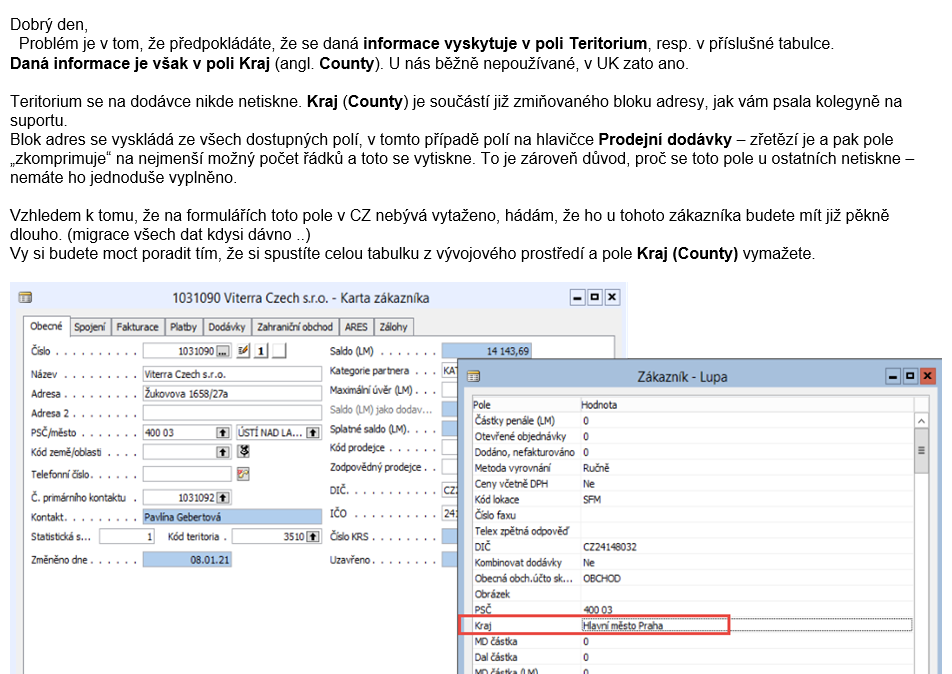 Dobrý den,
Problém je v tom, že předpokládáte, že se daná informace vyskytuje v poli Teritorium, resp. v příslušné tabulce.
Daná informace je však v poli Kraj (angl. County). U nás běžně nepoužívané, v UK zato ano.
Teritorium se na dodávce nikde netiskne. Kraj (County) je součástí již zmiňovaného bloku adresy, jak vám psala kolegyně na
suportu.
Blok adres se vyskládá ze všech dostupných polí, v tomto případě polí na hlavičce Prodejní dodávky – zřetězí je a pak pole
„zkomprimuje“ na nejmenší možný počet řádků a toto se vytiskne. To je zároveň důvod, proč se toto pole u ostatních netiskne –
nemáte ho jednoduše vyplněno.
Vzhledem k tomu, že na formulářích toto pole v CZ nebývá vytaženo, hádám, že ho u tohoto zákazníka budete mít již pěkně
dlouho. (migrace všech dat kdysi dávno ..)
Vy si budete moct poradit tím, že si spustíte celou tabulku z vývojového prostředí a pole Kraj (County) vymažete.
1031090 Viterra Czech s.r.o. - Karta zákazníka
Obecné Spojení Fakturace Platby Dodávky Zahraniční obchod ARES Zálohy
Číslo . . . . . . . . . . 1031090 ... 1
Název . . . . . . . . . Viterra Czech s.r.o.
Adresa . . . . . . . . . Žukovova 1658/27a
Adresa 2 . . . . . . . .
PSČ/město . . . . . . . 400 03 ÚSTÍ NAD LA...
Kód země/oblasti . . . .
Telefonní číslo . . . . .
Č. primárního kontaktu . 1031092
Kontakt . . . . . . . . Pavlína Gebertová
Statistická s... 1 Kód teritoria . 3510
Změněno dne . . . . . . 08.01.21
Saldo (LM) . . . . . . . 14 143,69
Kategorie partnera . . . KA
Maximální úvěr (LM) . . .
Saldo (LM) jako dodav...
Splatné saldo (LM) . . .
Kód prodejce . . . . . .
Zodpovědný prodejce . .
DIČ . . . . . . . . . . CZ
IČO . . . . . . . . . . 241
Číslo KRS . . . . . . .
Uzavřeno . . . . . . . .
Zákazník - Lupa
Pole Hodnota
Částky penále (LM) 0
Otevřené objednávky 0
Dodáno, nefakturováno 0
Metoda vyrovnání Ručně
Ceny včetně DPH Ne
Kód lokace SFM
Číslo faxu
Telex zpětná odpověď
DIČ CZ24148032
Kombinovat dodávky Ne
Obecná obch.účto sk... OBCHOD
Obrázek
PSČ 400 03
Kraj Hlavní město Praha
MD částka 0
Dal částka 0
MD částka (LM) 0